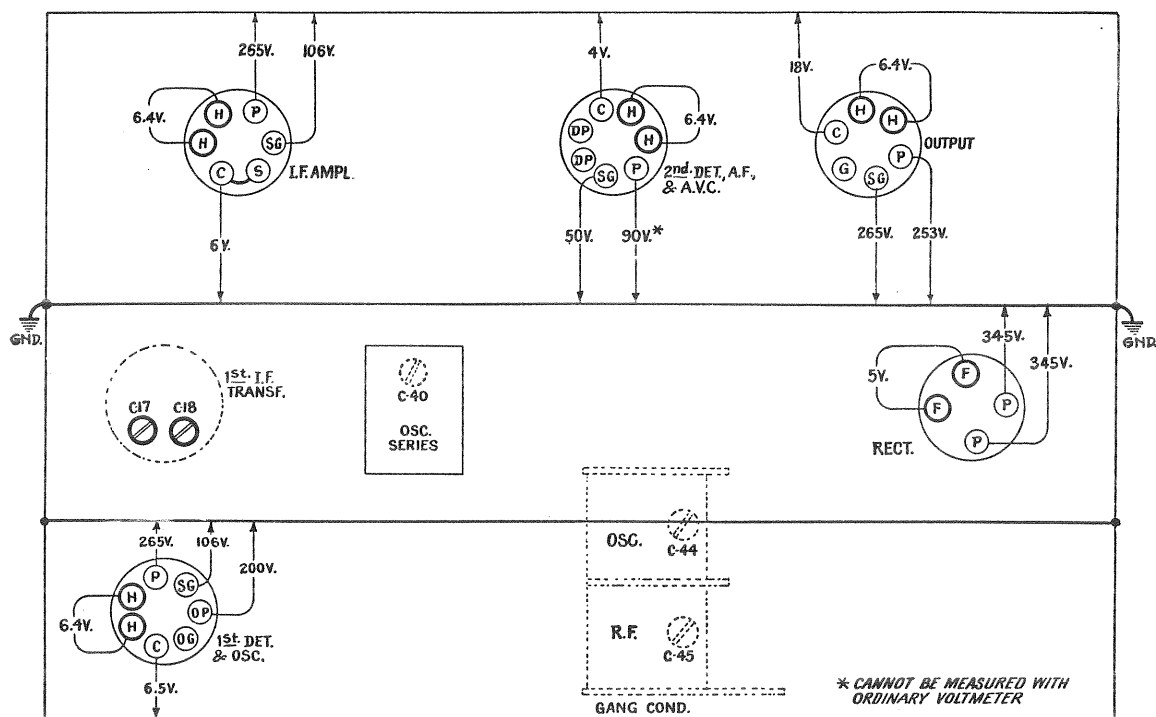 265V.
106V.
6.4V.
H
P
H
SG
C
S
I.F. AMPL.
6V.
4V.
C
H
DP
H
6.4V.
DP
SG
P
2nd. DET., A.F.,
& A.V.C.
50V.
90V.*
18V.
6.4V.
H
H
C
OUTPUT
P
G
SG
265V.
253V.
GND.
GND.
1st. I.F.
TRANSF.
C17
C18
C-40
OSC.
SERIES
345V.
345V.
5V.
F
F
P
P
RECT.
265V.
106V.
200V.
P
SG
H
OP
6.4V.
H
OG
C
1st. DET.
& OSC.
6.5V.
OSC.
C-44
R.F.
C-45
GANG COND.
* CANNOT BE MEASURED WITH
ORDINARY VOLTMETER